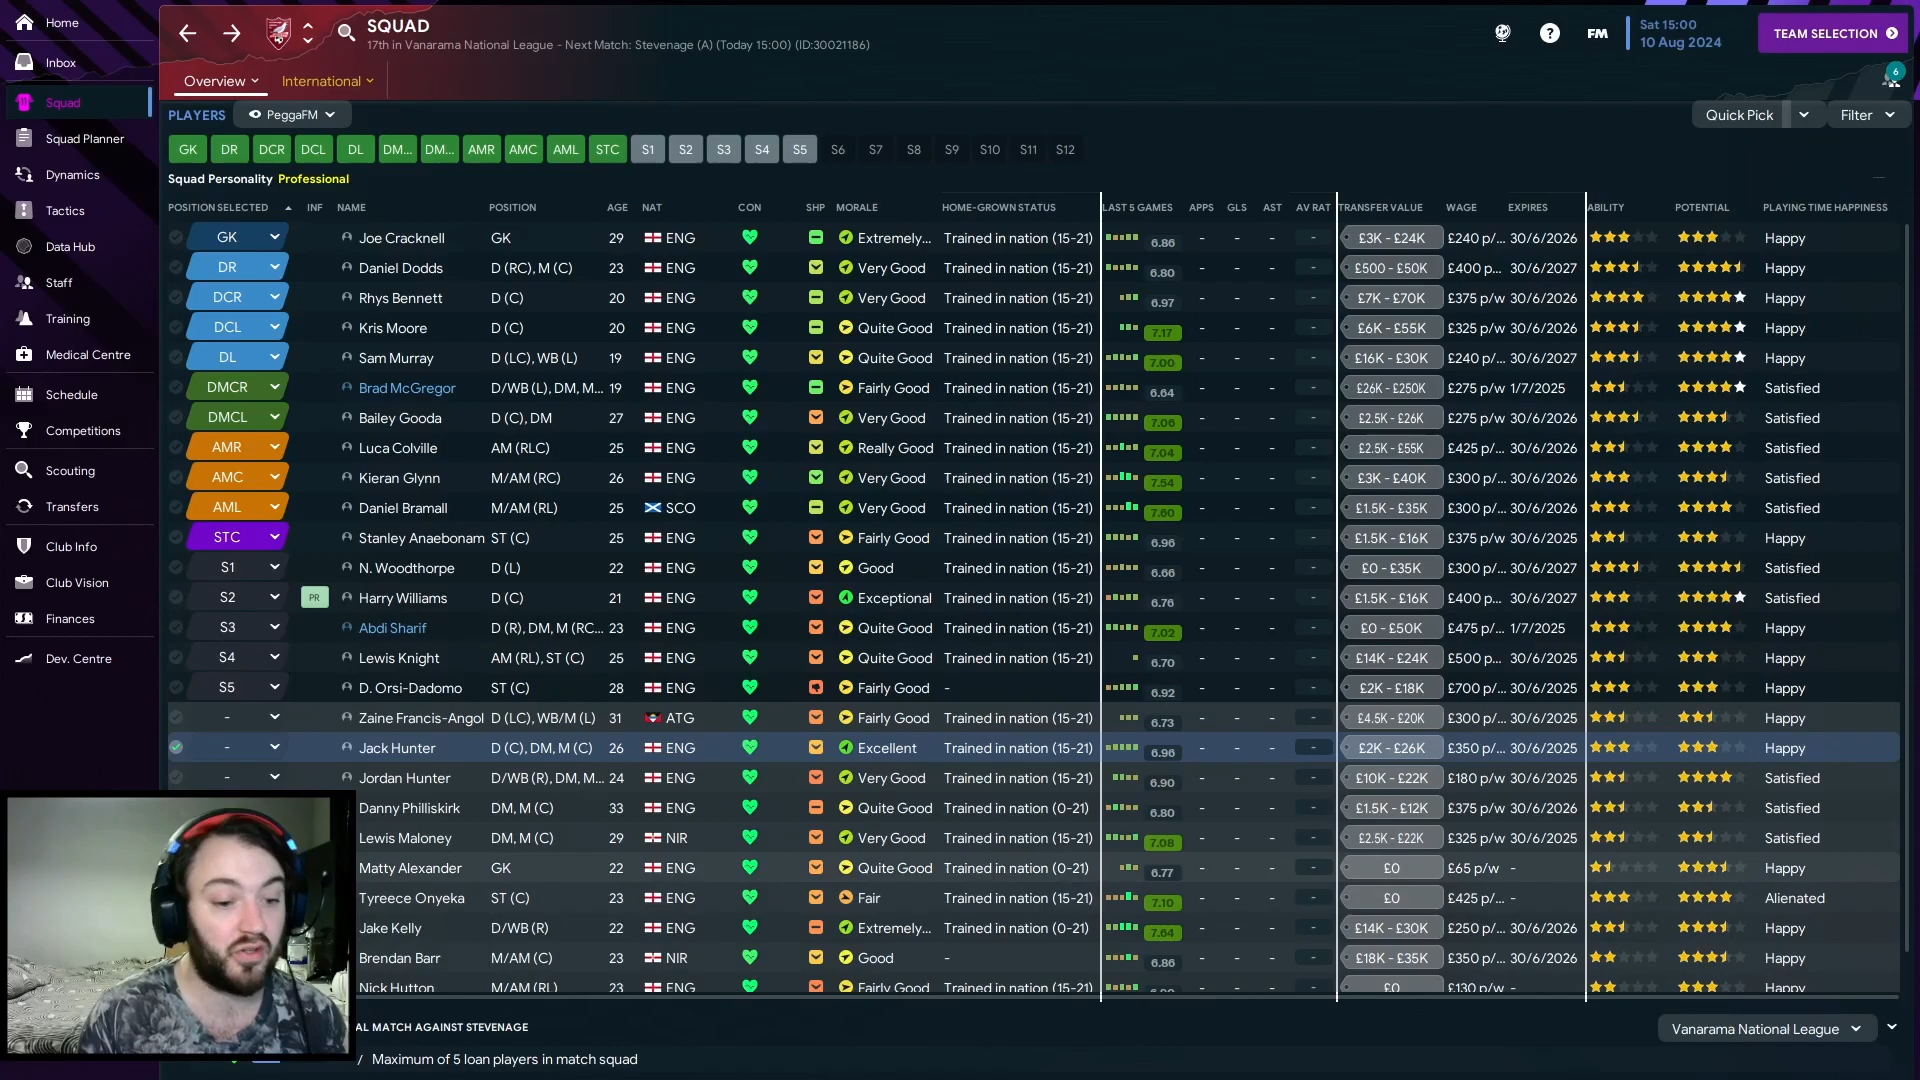 Home
Inbox
Squad
Squad Planner
Dynamics
Tactics
Data Hub
Staff
Training
Medical Centre
Schedule
Competitions
Scouting
Transfers
Club Info
Club Vision
Finances
Dev. Centre
SQUAD
17th in Vanarama National League - Next Match: Stevenage (A) (Today 15:00) (ID:30021186)
FM
Sat 15:00
10 Aug 2024
TEAM SELECTION
6
Overview International
PLAYERS PeggaFM Quick Pick Filter
GK DR DCR DCL DL DM... DM... AMR AMC AML STC S1 S2 S3 S4 S5 S6 S7 S8 S9 S10 S11 S12
Squad Personality Professional
POSITION SELECTED INF NAME POSITION AGE NAT CON SHP MORALE HOME-GROWN STATUS LAST 5 GAMES APPS GLS AST AV RAT TRANSFER VALUE WAGE EXPIRES ABILITY POTENTIAL PLAYING TIME HAPPINESS
GK Joe Cracknell GK 29 ENG Extremely... Trained in nation (15-21) 6.86 - - - - £3K - £24K £240 p/... 30/6/2026 Happy
DR Daniel Dodds D (RC), M (C) 23 ENG Very Good Trained in nation (15-21) 6.80 - - - - £500 - £50K £400 p... 30/6/2027 Happy
DCR Rhys Bennett D (C) 20 ENG Very Good Trained in nation (15-21) 6.97 - - - - £7K - £70K £375 p/w 30/6/2026 Happy
DCL Kris Moore D (C) 20 ENG Quite Good Trained in nation (15-21) 7.17 - - - - £6K - £55K £325 p/w 30/6/2026 Happy
DL Sam Murray D (LC), WB (L) 19 ENG Quite Good Trained in nation (15-21) 7.00 - - - - £16K - £30K £240 p/... 30/6/2027 Happy
DMCR Brad McGregor D/WB (L), DM, M... 19 ENG Fairly Good Trained in nation (15-21) 6.64 - - - - £26K - £250K £275 p/w 1/7/2025 Satisfied
DMCL Bailey Gooda D (C), DM 27 ENG Very Good Trained in nation (15-21) 7.06 - - - - £2.5K - £26K £275 p/w 30/6/2026 Satisfied
AMR Luca Colville AM (RLC) 25 ENG Really Good Trained in nation (15-21) 7.04 - - - - £2.5K - £55K £425 p/w 30/6/2026 Satisfied
AMC Kieran Glynn M/AM (RC) 26 ENG Very Good Trained in nation (15-21) 7.54 - - - - £3K - £40K £300 p/... 30/6/2026 Satisfied
AML Daniel Bramall M/AM (RL) 25 SCO Very Good Trained in nation (15-21) 7.60 - - - - £1.5K - £35K £300 p/... 30/6/2026 Satisfied
STC Stanley Anaebonam ST (C) 25 ENG Fairly Good Trained in nation (15-21) 6.96 - - - - £1.5K - £16K £375 p/w 30/6/2025 Satisfied
S1 N. Woodthorpe D (L) 22 ENG Good Trained in nation (15-21) 6.66 - - - - £0 - £35K £300 p/... 30/6/2027 Satisfied
S2 PR Harry Williams D (C) 21 ENG Exceptional Trained in nation (15-21) 6.76 - - - - £1.5K - £16K £400 p... 30/6/2027 Satisfied
S3 Abdi Sharif D (R), DM, M (RC... 23 ENG Quite Good Trained in nation (15-21) 7.02 - - - - £0 - £50K £475 p/... 1/7/2025 Happy
S4 Lewis Knight AM (RL), ST (C) 25 ENG Quite Good Trained in nation (15-21) 6.70 - - - - £14K - £24K £500 p... 30/6/2025 Happy
S5 D. Orsi-Dadomo ST (C) 28 ENG Fairly Good - 6.92 - - - - £2K - £18K £700 p/... 30/6/2025 Happy
- Zaine Francis-Angol D (LC), WB/M (L) 31 ATG Fairly Good Trained in nation (15-21) 6.73 - - - - £4.5K - £20K £300 p/... 30/6/2025 Happy
- Jack Hunter D (C), DM, M (C) 26 ENG Excellent Trained in nation (15-21) 6.96 - - - - £2K - £26K £350 p/... 30/6/2025 Happy
- Jordan Hunter D/WB (R), DM, M... 24 ENG Very Good Trained in nation (15-21) 6.90 - - - - £10K - £22K £180 p/w 30/6/2025 Satisfied
Danny Philliskirk DM, M (C) 33 ENG Quite Good Trained in nation (0-21) 6.80 - - - - £1.5K - £12K £375 p/w 30/6/2026 Satisfied
Lewis Maloney DM, M (C) 29 NIR Very Good Trained in nation (15-21) 7.08 - - - - £2.5K - £22K £325 p/w 30/6/2025 Satisfied
Matty Alexander GK 22 ENG Quite Good Trained in nation (0-21) 6.77 - - - - £0 £65 p/w - Happy
Tyreece Onyeka ST (C) 23 ENG Fair Trained in nation (15-21) 7.10 - - - - £0 £425 p/... - Alienated
Jake Kelly D/WB (R) 22 ENG Extremely... Trained in nation (0-21) 7.64 - - - - £14K - £30K £250 p/... 30/6/2026 Happy
Brendan Barr M/AM (C) 23 NIR Good - 6.86 - - - - £18K - £35K £350 p/... 30/6/2026 Happy
Nick Hutton M/AM (RL) 23 ENG Fairly Good Trained in nation (15-21) - - - - £0 £130 p/w - Happy
AL MATCH AGAINST STEVENAGE Vanarama National League
/ Maximum of 5 loan players in match squad